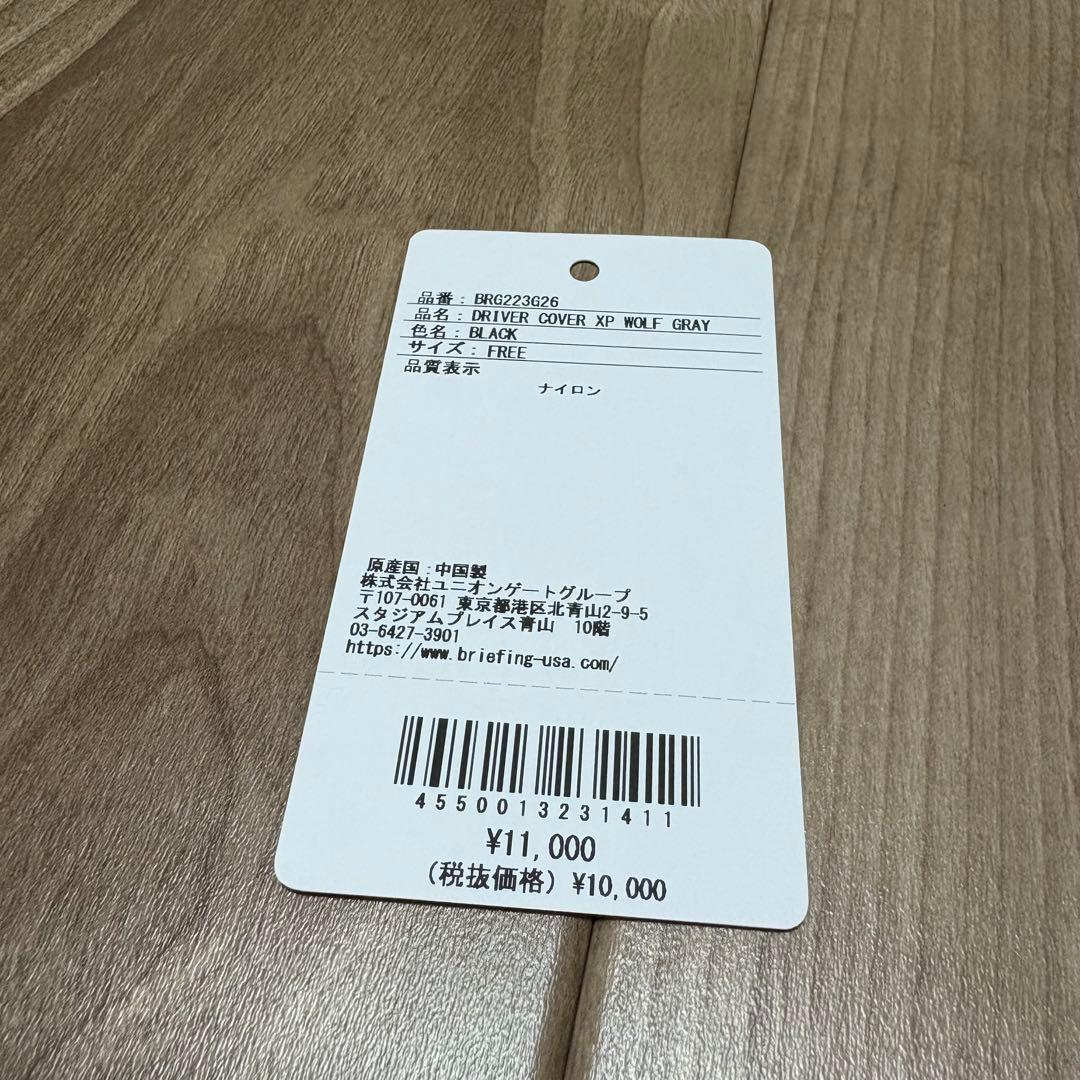 品番：BRG223G26
品名：DRIVER COVER XP WOLF GRAY
色名：BLACK
サイズ：FREE
品質表示
ナイロン
原産国：中国製
株式会社ユニオンゲートグループ
〒107-0061 東京都港区北青山2-9-5
スタジアムプレイス青山　10階
03-6427-3901
https://www.briefing-usa.com/
4550013231411
¥11,000
（税抜価格）¥10,000